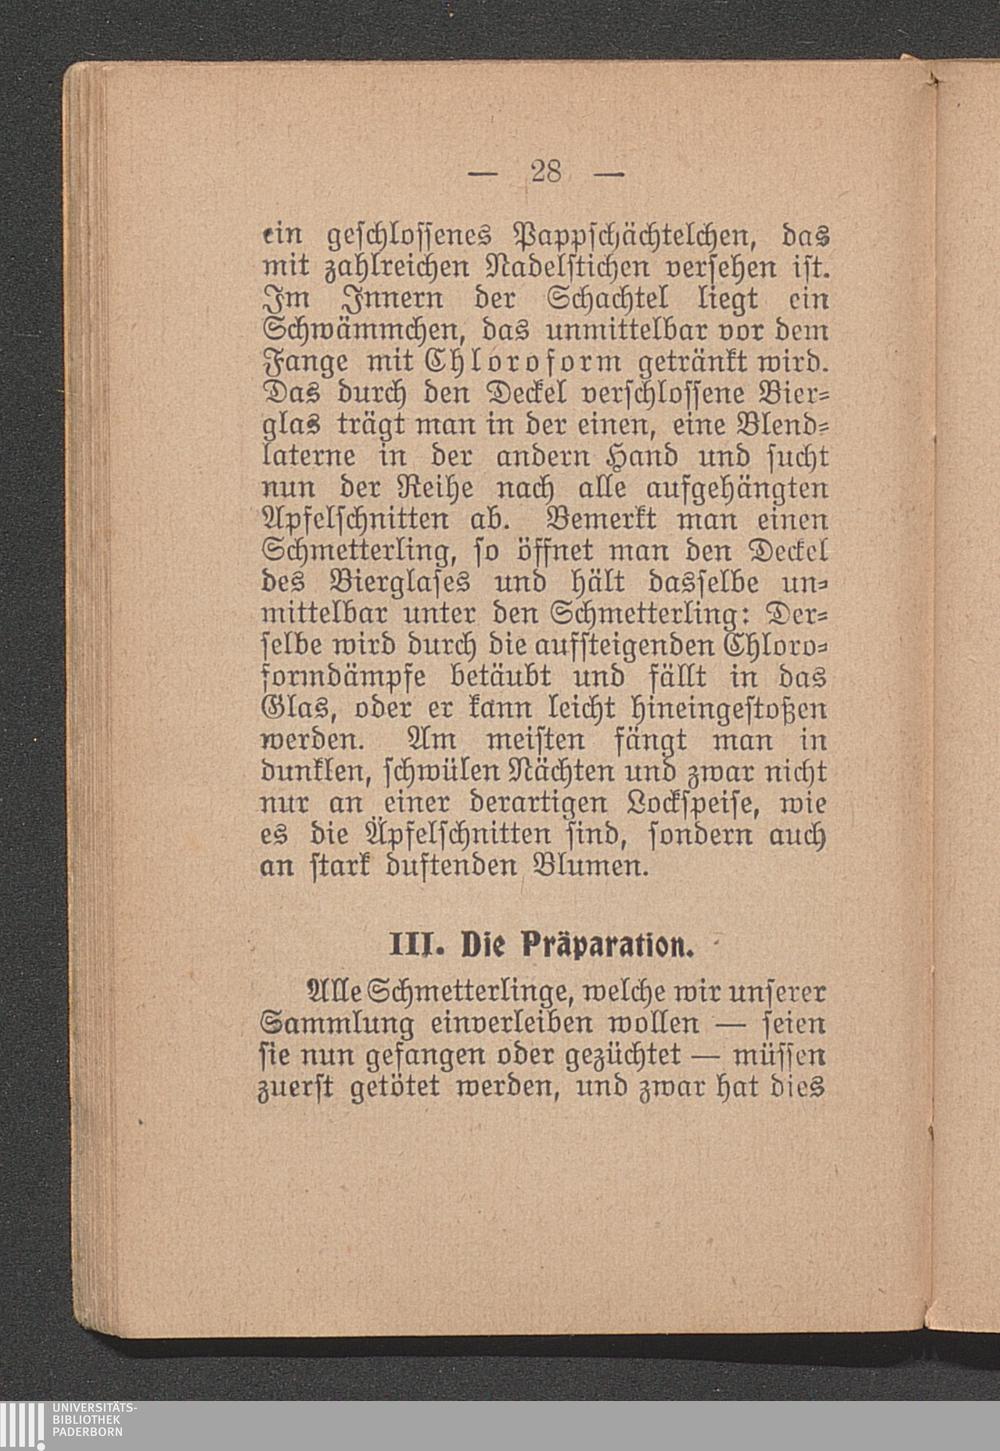 — 28 —
ein geschlossenes Pappschächtelchen, das
mit zahlreichen Nadelstichen versehen ist.
Im Innern der Schachtel liegt ein
Schwämmchen, das unmittelbar vor dem
Fange mit Chloroform getränkt wird.
Das durch den Deckel verschlossene Bier-
glas trägt man in der einen, eine Blend-
laterne in der andern Hand und sucht
nun der Reihe nach alle aufgehängten
Apfelschnitten ab. Bemerkt man einen
Schmetterling, so öffnet man den Deckel
des Bierglases und hält dasselbe un-
mittelbar unter den Schmetterling: Der-
selbe wird durch die aufsteigenden Chloro-
formdämpfe betäubt und fällt in das
Glas, oder er kann leicht hineingestoßen
werden. Am meisten fängt man in
dunklen, schwülen Nächten und zwar nicht
nur an einer derartigen Lockspeise, wie
es die Äpfelschnitten sind, sondern auch
an stark duftenden Blumen.
III. Die Präparation.
Alle Schmetterlinge, welche wir unserer
Sammlung einverleiben wollen — seien
sie nun gefangen oder gezüchtet — müssen
zuerst getötet werden, und zwar hat dies
UNIVERSITÄTS-
BIBLIOTHEK
PADERBORN